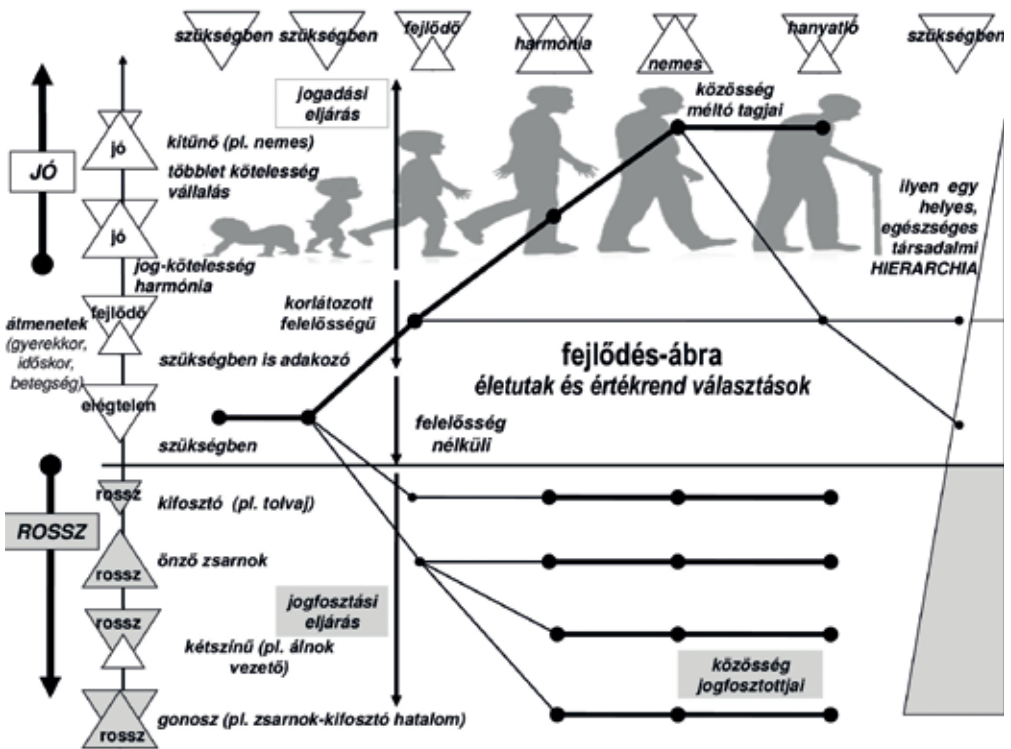 szükségben
szükségben
fejlődő
harmónia
nemes
hanyatló
szükségben
jogadási
eljárás
közösség
méltó tagjai
jó
kitűnő (pl. nemes)
JÓ
többlet kötelesség
vállalás
jó
jog-kötelesség
harmónia
ilyen egy
helyes,
egészséges
társadalmi
HIERARCHIA
fejlődő
korlátozott
felelősségű
átmenetek
(gyerekkor,
időskor,
betegség)
szükségben is adakozó
fejlődés-ábra
életutak és értékrend választások
elégtelen
felelősség
nélküli
szükségben
rossz
kifosztó (pl. tolvaj)
ROSSZ
önző zsarnok
rossz
jogfosztási
eljárás
rossz
kétszínű (pl. álnok
vezető)
közösség
jogfosztottjai
gonosz (pl. zsarnok-kifosztó hatalom)
rossz